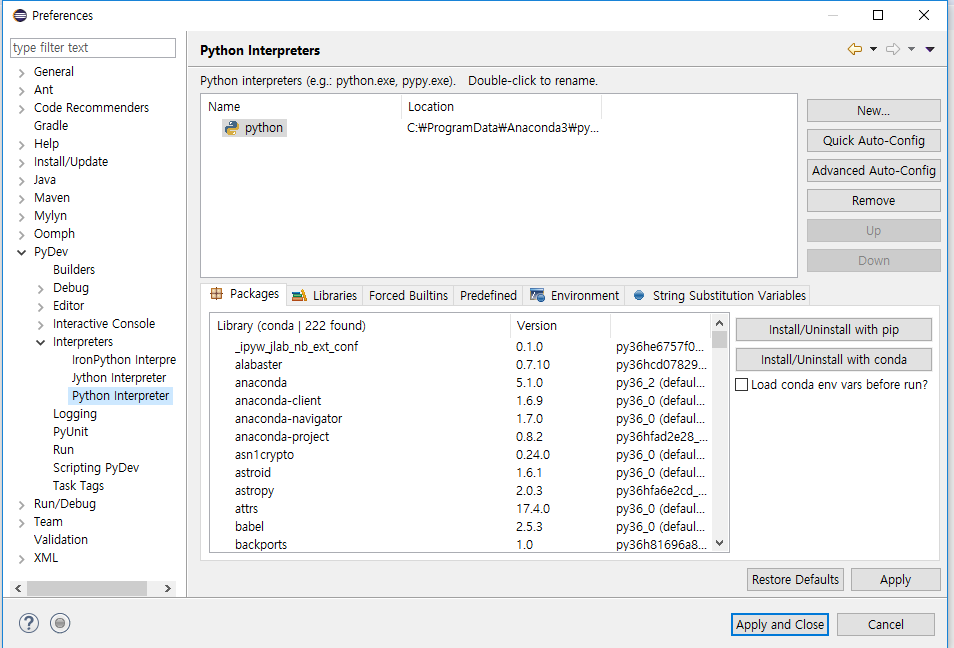 Preferences
type filter text
General
Ant
Code Recommenders
Gradle
Help
Install/Update
Java
Maven
Mylyn
Oomph
PyDev
Builders
Debug
Editor
Interactive Console
Interpreters
IronPython Interpre
Jython Interpreter
Python Interpreter
Logging
PyUnit
Run
Scripting PyDev
Task Tags
Run/Debug
Team
Validation
XML
Python Interpreters
Python interpreters (e.g.: python.exe, pypy.exe).   Double-click to rename.
Name Location
python C:₩ProgramData₩Anaconda3₩py...
New...
Quick Auto-Config
Advanced Auto-Config
Remove
Up
Down
Packages Libraries Forced Builtins Predefined Environment String Substitution Variables
Library (conda | 222 found) Version
_ipyw_jlab_nb_ext_conf 0.1.0 py36he6757f0...
alabaster 0.7.10 py36hcd07829...
anaconda 5.1.0 py36_2 (defaul...
anaconda-client 1.6.9 py36_0 (defaul...
anaconda-navigator 1.7.0 py36_0 (defaul...
anaconda-project 0.8.2 py36hfad2e28_...
asn1crypto 0.24.0 py36_0 (defaul...
astroid 1.6.1 py36_0 (defaul...
astropy 2.0.3 py36hfa6e2cd_...
attrs 17.4.0 py36_0 (defaul...
babel 2.5.3 py36_0 (defaul...
backports 1.0 py36h81696a8...
Install/Uninstall with pip
Install/Uninstall with conda
Load conda env vars before run?
Restore Defaults Apply
Apply and Close Cancel